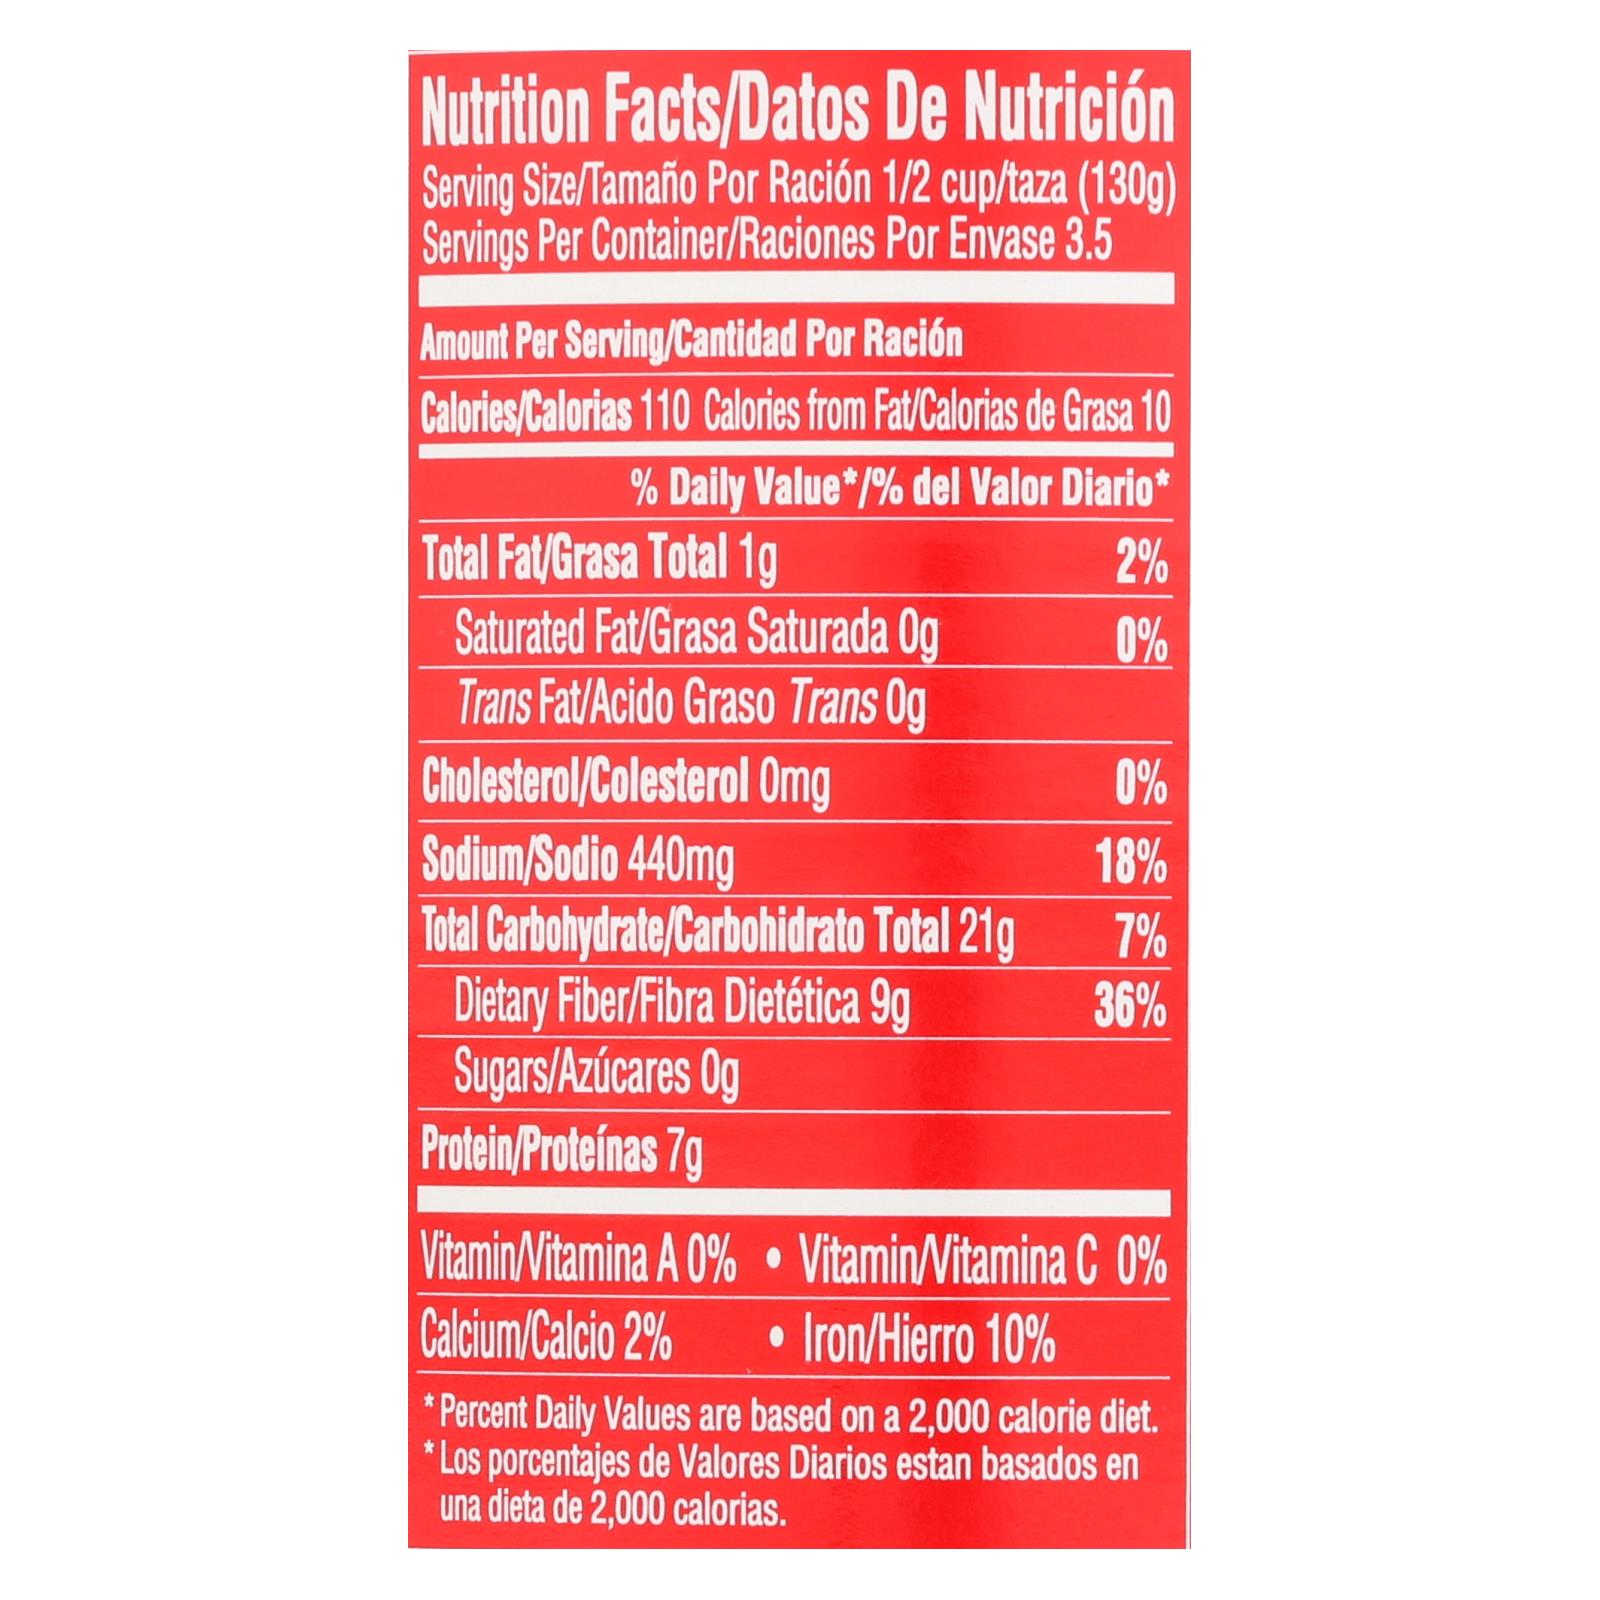 Nutrition Facts/Datos De Nutrición
Serving Size/Tamaño Por Ración 1/2 cup/taza (130g)
Servings Per Container/Raciones Por Envase 3.5
Amount Per Serving/Cantidad Por Ración
Calories/Calorias 110 Calories from Fat/Calorias de Grasa 10
% Daily Value*/% del Valor Diario*
Total Fat/Grasa Total 1g 2%
Saturated Fat/Grasa Saturada 0g 0%
Trans Fat/Acido Graso Trans 0g
Cholesterol/Colesterol 0mg 0%
Sodium/Sodio 440mg 18%
Total Carbohydrate/Carbohidrato Total 21g 7%
Dietary Fiber/Fibra Dietética 9g 36%
Sugars/Azúcares 0g
Protein/Proteínas 7g
Vitamin/Vitamina A 0% • Vitamin/Vitamina C 0%
Calcium/Calcio 2% • Iron/Hierro 10%
* Percent Daily Values are based on a 2,000 calorie diet.
* Los porcentajes de Valores Diarios estan basados en
una dieta de 2,000 calorias.